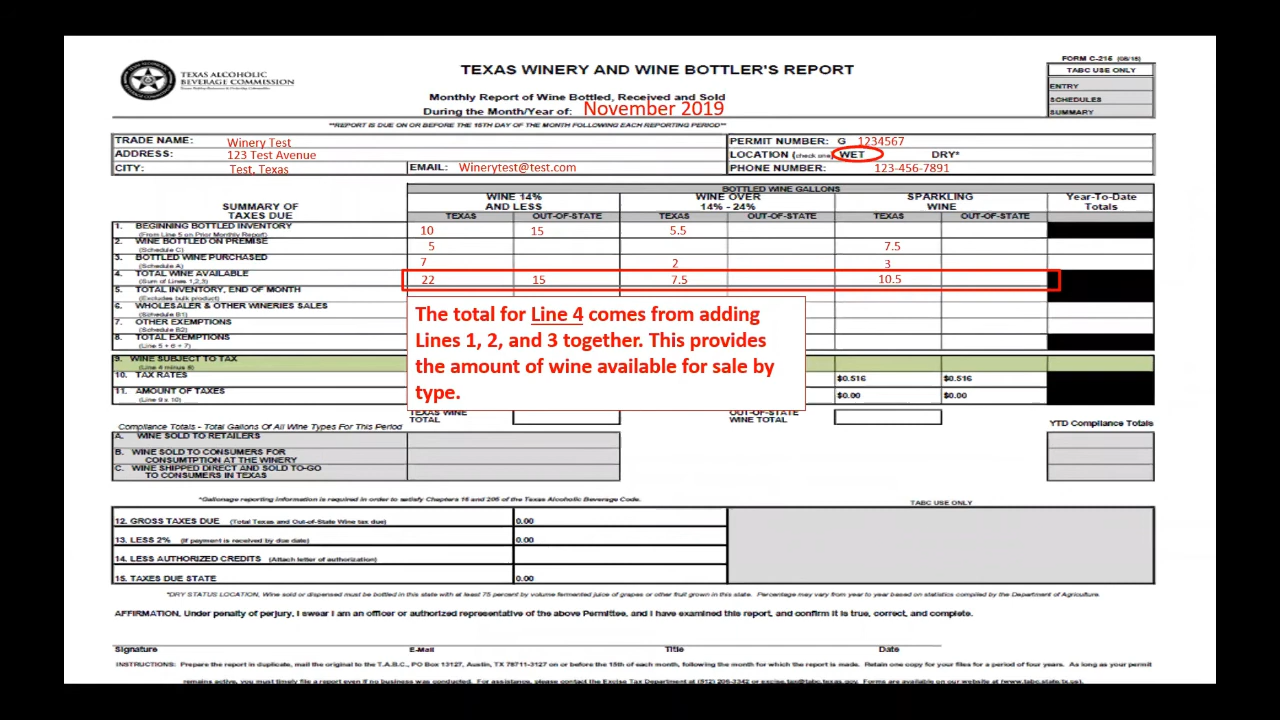 FORM C-216 (08/15)
TEXAS ALCOHOLIC
BEVERAGE COMMISSION
TEXAS WINERY AND WINE BOTTLER'S REPORT
TABC USE ONLY
ENTRY
SCHEDULES
SUMMARY
Monthly Report of Wine Bottled, Received and Sold
During the Month/Year of: November 2019
**REPORT IS DUE ON OR BEFORE THE 15TH DAY OF THE MONTH FOLLOWING EACH REPORTING PERIOD**
TRADE NAME: Winery Test PERMIT NUMBER: G 1234567
ADDRESS: 123 Test Avenue LOCATION (check one) WET DRY*
CITY: Test, Texas EMAIL: Winerytest@test.com PHONE NUMBER: 123-456-7891
BOTTLED WINE GALLONS
SUMMARY OF TAXES DUE WINE 14% AND LESS WINE OVER 14% - 24% SPARKLING WINE Year-To-Date Totals
TEXAS OUT-OF-STATE TEXAS OUT-OF-STATE TEXAS OUT-OF-STATE
1. BEGINNING BOTTLED INVENTORY 10 15 5.5
(From Line 5 on Prior Monthly Report)
2. WINE BOTTLED ON PREMISE 5 7.5
(Schedule C)
3. BOTTLED WINE PURCHASED 7 2 3
(Schedule A)
4. TOTAL WINE AVAILABLE 22 15 7.5 10.5
(Sum of Lines 1,2,3)
5. TOTAL INVENTORY, END OF MONTH
(Excludes bulk product)
6. WHOLESALER & OTHER WINERIES SALES
(Schedule B1)
7. OTHER EXEMPTIONS
(Schedule B2)
8. TOTAL EXEMPTIONS
(Line 5 + 6 + 7)
The total for Line 4 comes from adding
Lines 1, 2, and 3 together. This provides
the amount of wine available for sale by
type.
9. WINE SUBJECT TO TAX
(Line 4 minus 8)
10. TAX RATES $0.516 $0.516
11. AMOUNT OF TAXES $0.00 $0.00
(Line 9 x 10)
TEXAS WINE TOTAL OUT-OF-STATE WINE TOTAL
Compliance Totals - Total Gallons Of All Wine Types For This Period YTD Compliance Totals
A. WINE SOLD TO RETAILERS
B. WINE SOLD TO CONSUMERS FOR
CONSUMTPTION AT THE WINERY
C. WINE SHIPPED DIRECT AND SOLD TO-GO
TO CONSUMERS IN TEXAS
*Gallonage reporting information is required in order to satisfy Chapters 16 and 206 of the Texas Alcoholic Beverage Code.
TABC USE ONLY
12. GROSS TAXES DUE (Total Texas and Out-of-State Wine tax due) 0.00
13. LESS 2% (If payment is received by due date) 0.00
14. LESS AUTHORIZED CREDITS (Attach letter of authorization)
15. TAXES DUE STATE 0.00
*DRY STATUS LOCATION, Wine sold or dispensed must be bottled in this state with at least 75 percent by volume fermented juice of grapes or other fruit grown in this state. Percentage may vary from year to year based on statistics compiled by the Department of Agriculture.
AFFIRMATION, Under penalty of perjury, I swear I am an officer or authorized representative of the above Permittee, and I have examined this report, and confirm it is true, correct, and complete.
Signature E-Mail Title Date
INSTRUCTIONS: Prepare the report in duplicate, mail the original to the T.A.B.C., PO Box 13127, Austin, TX 78711-3127 on or before the 15th of each month, following the month for which the report is made. Retain one copy for your files for a period of four years. As long as your permit
remains active, you must timely file a report even if no business was conducted. For assistance, please contact the Excise Tax Department at (512) 206-3342 or excise.tax@tabc.texas.gov. Forms are available on our website at (www.tabc.state.tx.us).